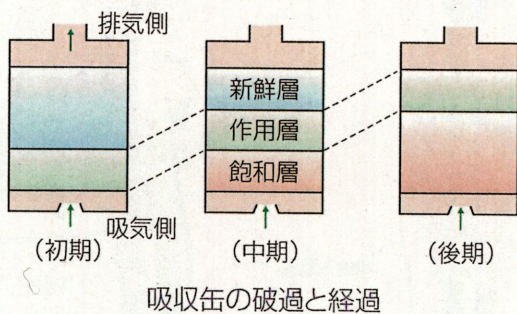 排気側
新鮮層
作用層
飽和層
吸気側
(初期)
(中期)
(後期)
吸収缶の破過と経過